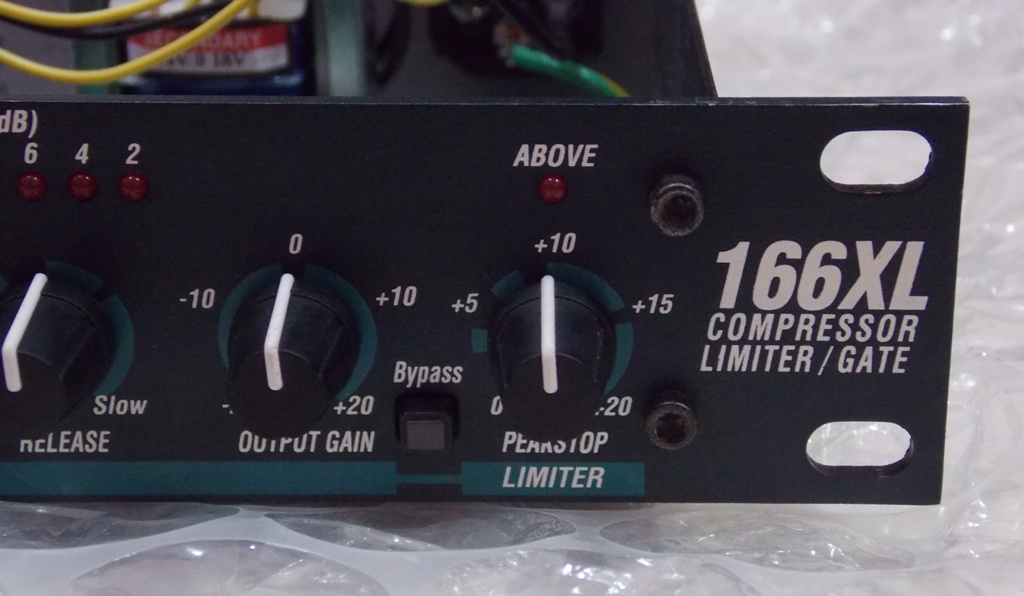 SECONDARY
dB)
6 4 2
ABOVE
0
+10
-10
+10
+5
+15
166XL
COMPRESSOR
LIMITER/GATE
Bypass
Slow
+20
0
-20
RELEASE
OUTPUT GAIN
PEAKSTOP
LIMITER